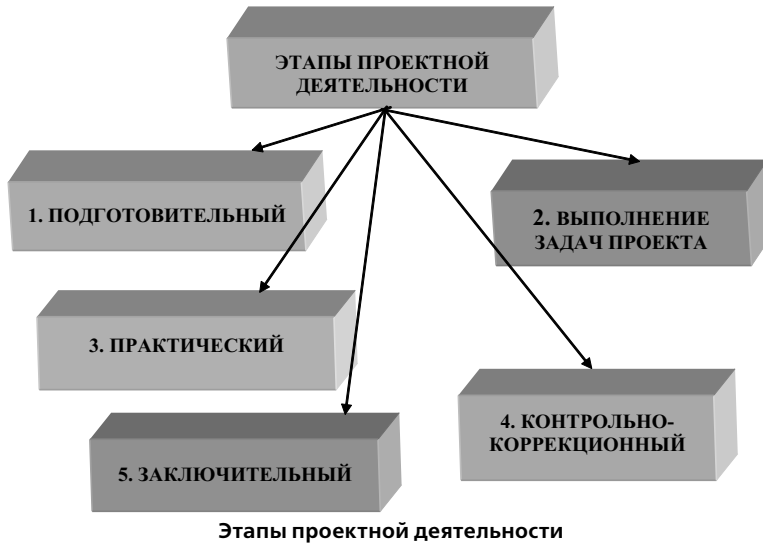 ЭТАПЫ ПРОЕКТНОЙ
ДЕЯТЕЛЬНОСТИ
1. ПОДГОТОВИТЕЛЬНЫЙ
2. ВЫПОЛНЕНИЕ
ЗАДАЧ ПРОЕКТА
3. ПРАКТИЧЕСКИЙ
4. КОНТРОЛЬНО-
КОРРЕКЦИОННЫЙ
5. ЗАКЛЮЧИТЕЛЬНЫЙ
Этапы проектной деятельности